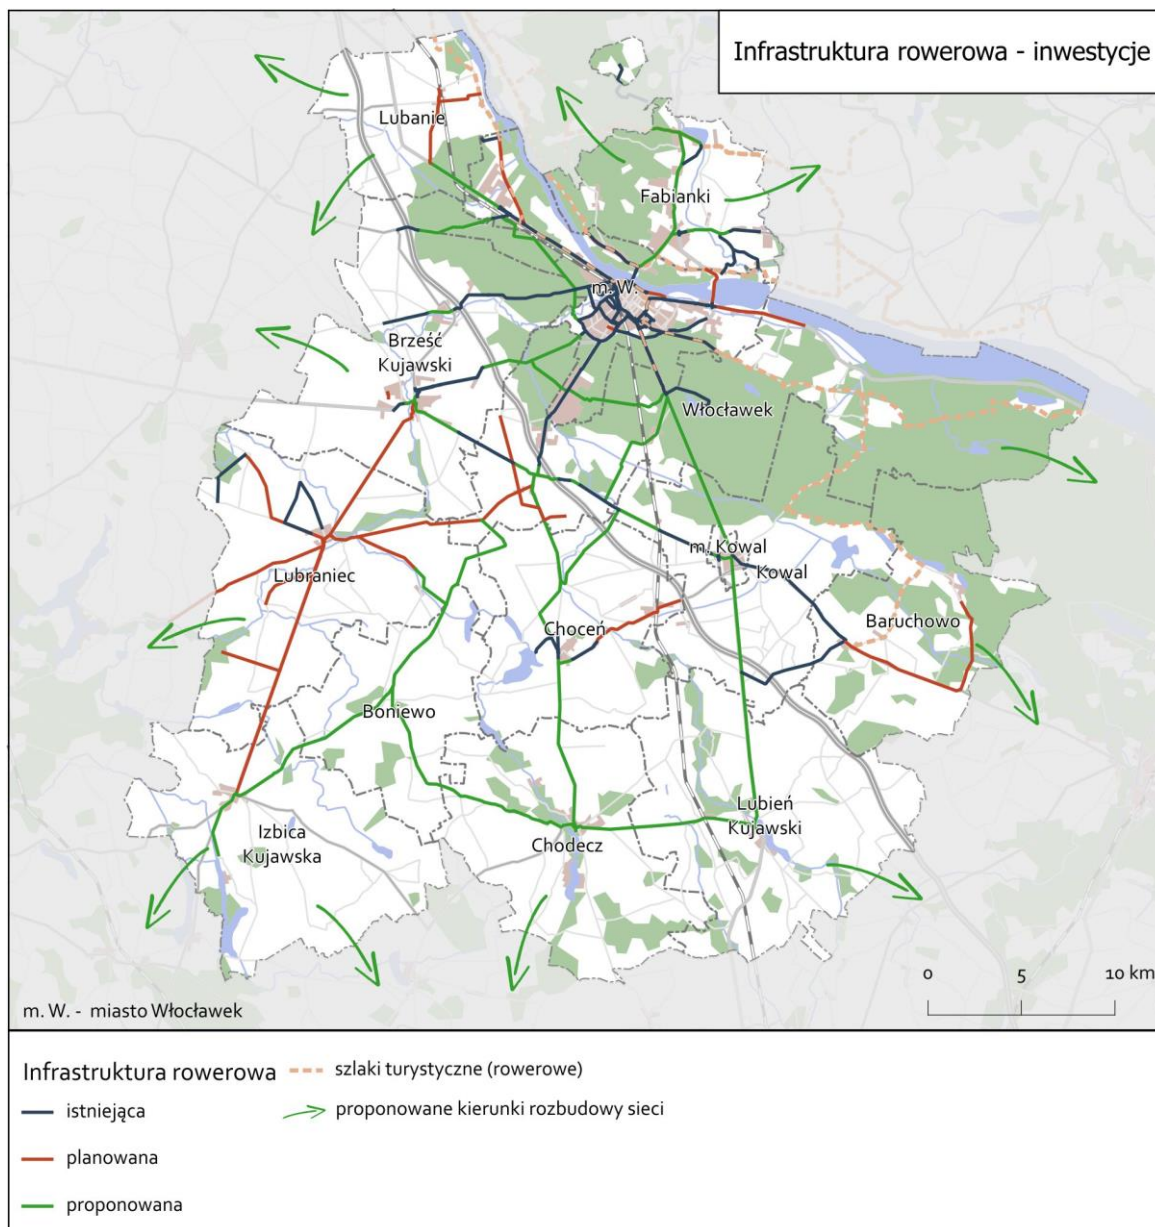 Infrastruktura rowerowa - inwestycje
Lubanie
Fabianki
m. W.
Brześć
Kujawski
Włocławek
m. Kowal
Kowal
Lubraniec
Baruchowo
Choceń
Boniewo
Lubień
Kujawski
Izbica
Kujawska
Chodecz
0 5 10 km
m. W. - miasto Włocławek
Infrastruktura rowerowa
istniejąca
planowana
proponowana
szlaki turystyczne (rowerowe)
proponowane kierunki rozbudowy sieci